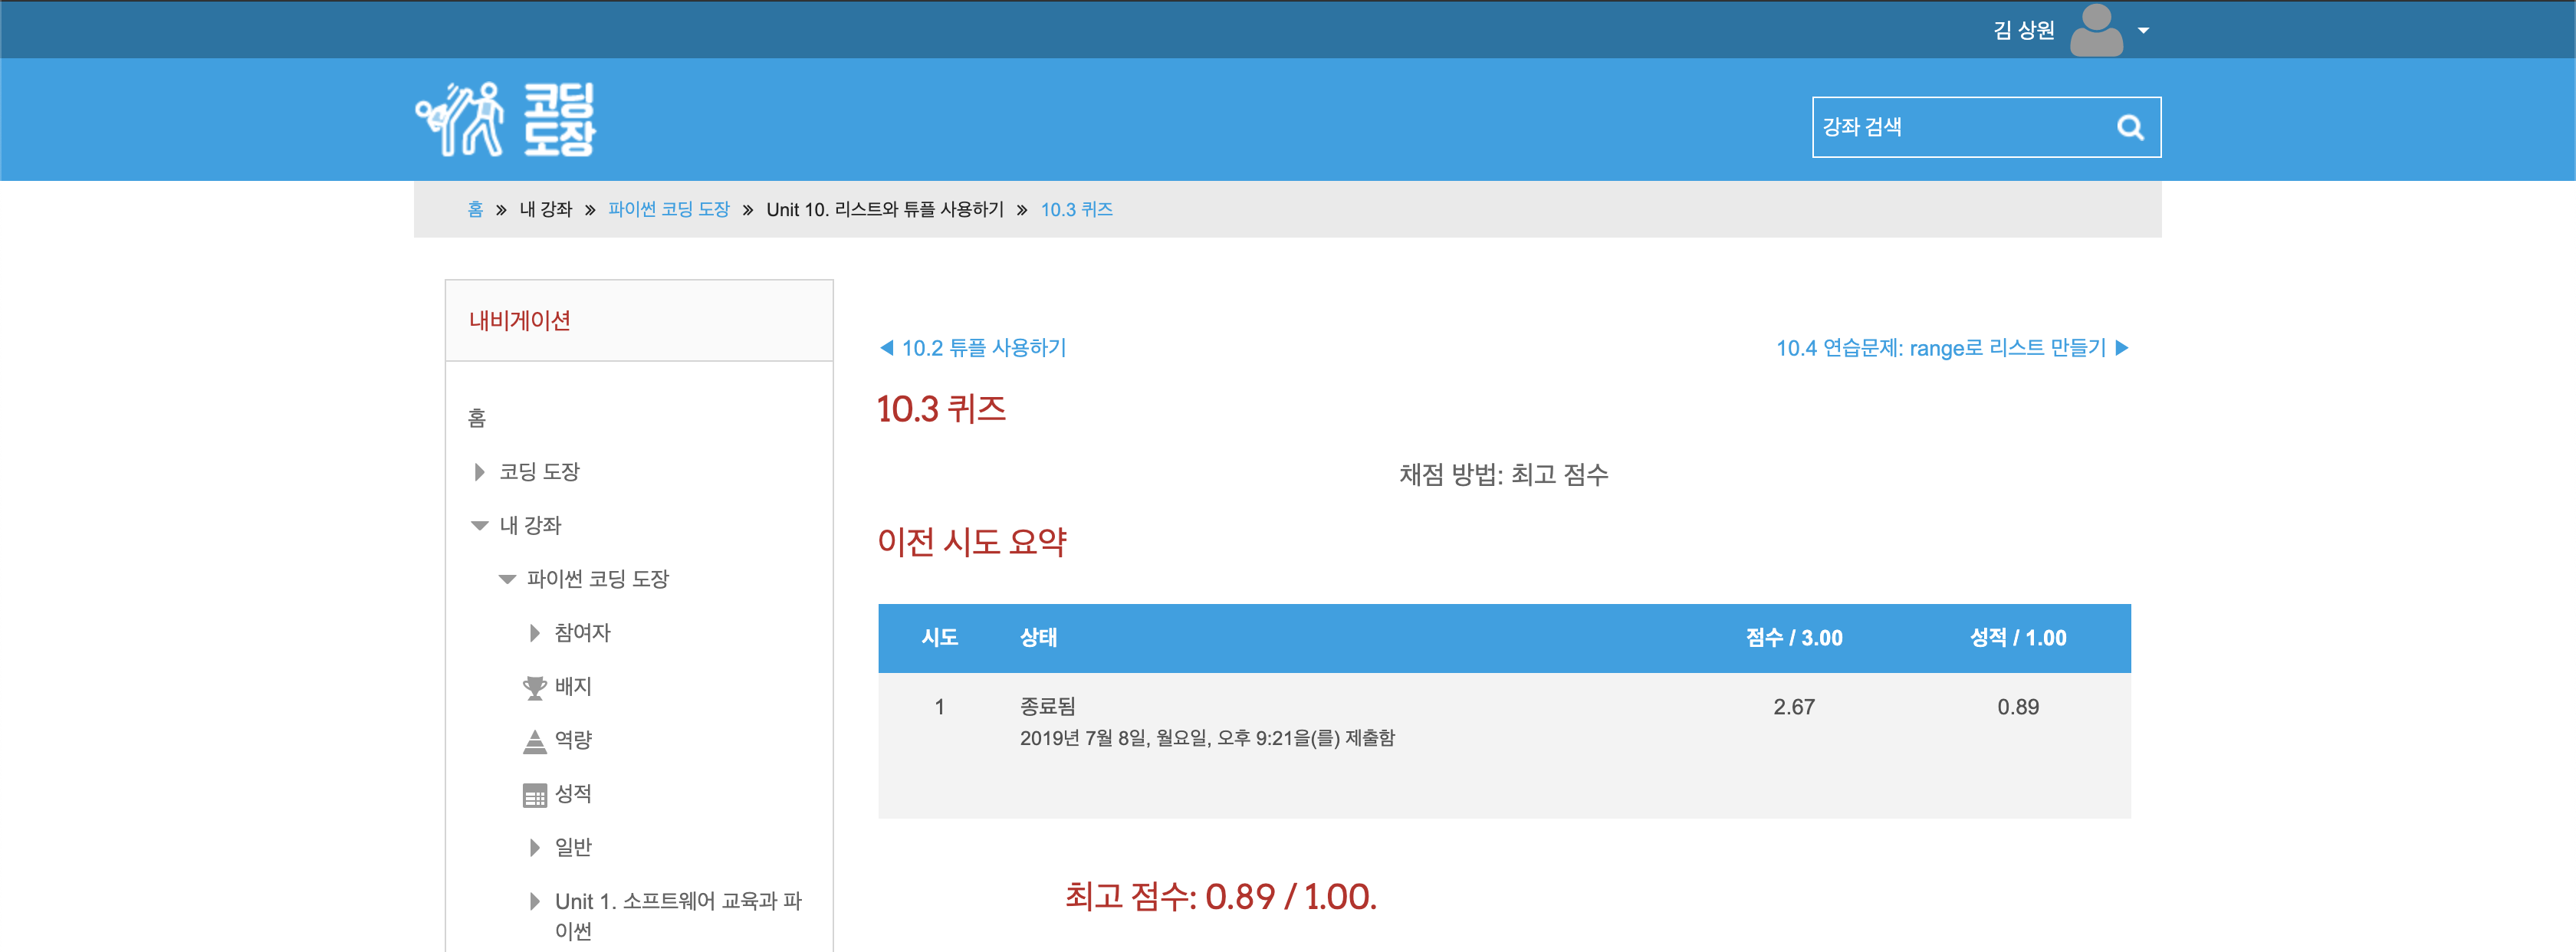 김 상원
코딩
도장
강좌 검색
홈 » 내 강좌 » 파이썬 코딩 도장 » Unit 10. 리스트와 튜플 사용하기 » 10.3 퀴즈
내비게이션
홈
코딩 도장
내 강좌
파이썬 코딩 도장
참여자
배지
역량
성적
일반
Unit 1. 소프트웨어 교육과 파
이썬
◀ 10.2 튜플 사용하기
10.4 연습문제: range로 리스트 만들기 ▶
10.3 퀴즈
채점 방법: 최고 점수
이전 시도 요약
시도 상태 점수 / 3.00 성적 / 1.00
1 종료됨 2.67 0.89
2019년 7월 8일, 월요일, 오후 9:21을(를) 제출함
최고 점수: 0.89 / 1.00.